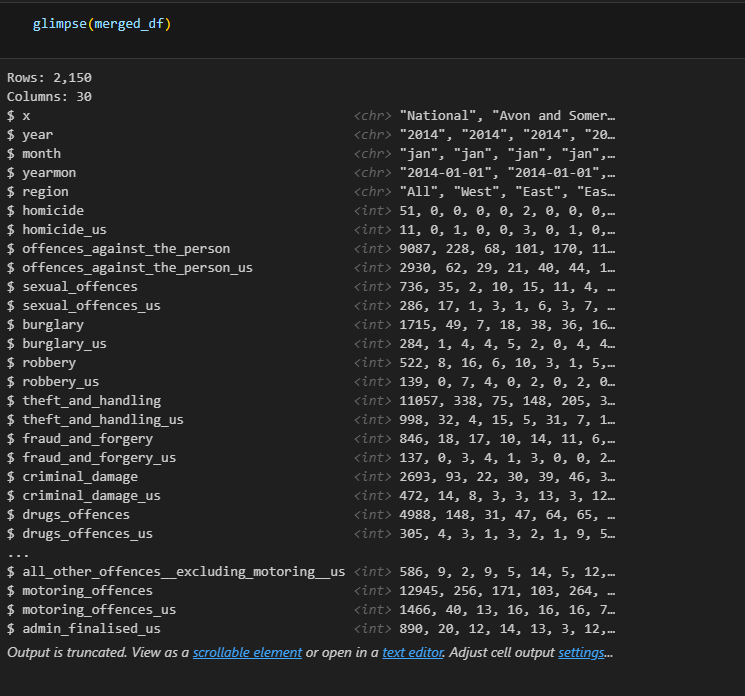 glimpse(merged_df)
Rows: 2,150
Columns: 30
$ x <chr> "National", "Avon and Somer…
$ year <chr> "2014", "2014", "2014", "20…
$ month <chr> "jan", "jan", "jan", "jan",…
$ yearmon <chr> "2014-01-01", "2014-01-01",…
$ region <chr> "All", "West", "East", "Eas…
$ homicide <int> 51, 0, 0, 0, 0, 2, 0, 0, 0,…
$ homicide_us <int> 11, 0, 1, 0, 0, 3, 0, 1, 0,…
$ offences_against_the_person <int> 9087, 228, 68, 101, 170, 11…
$ offences_against_the_person_us <int> 2930, 62, 29, 21, 40, 44, 1…
$ sexual_offences <int> 736, 35, 2, 10, 15, 11, 4, …
$ sexual_offences_us <int> 286, 17, 1, 3, 1, 6, 3, 7, …
$ burglary <int> 1715, 49, 7, 18, 38, 36, 16…
$ burglary_us <int> 284, 1, 4, 4, 5, 2, 0, 4, 4…
$ robbery <int> 522, 8, 16, 6, 10, 3, 1, 5,…
$ robbery_us <int> 139, 0, 7, 4, 0, 2, 0, 2, 0…
$ theft_and_handling <int> 11057, 338, 75, 148, 205, 3…
$ theft_and_handling_us <int> 998, 32, 4, 15, 5, 31, 7, 1…
$ fraud_and_forgery <int> 846, 18, 17, 10, 14, 11, 6,…
$ fraud_and_forgery_us <int> 137, 0, 3, 4, 1, 3, 0, 0, 2…
$ criminal_damage <int> 2693, 93, 22, 30, 39, 46, 3…
$ criminal_damage_us <int> 472, 14, 8, 3, 3, 13, 3, 12…
$ drugs_offences <int> 4988, 148, 31, 47, 64, 65, …
$ drugs_offences_us <int> 305, 4, 3, 1, 3, 2, 1, 9, 5…
...
$ all_other_offences__excluding_motoring__us <int> 586, 9, 2, 9, 5, 14, 5, 12,…
$ motoring_offences <int> 12945, 256, 171, 103, 264, …
$ motoring_offences_us <int> 1466, 40, 13, 16, 16, 16, 7…
$ admin_finalised_us <int> 890, 20, 12, 14, 13, 3, 12,…
Output is truncated. View as a scrollable element or open in a text editor. Adjust cell output settings...